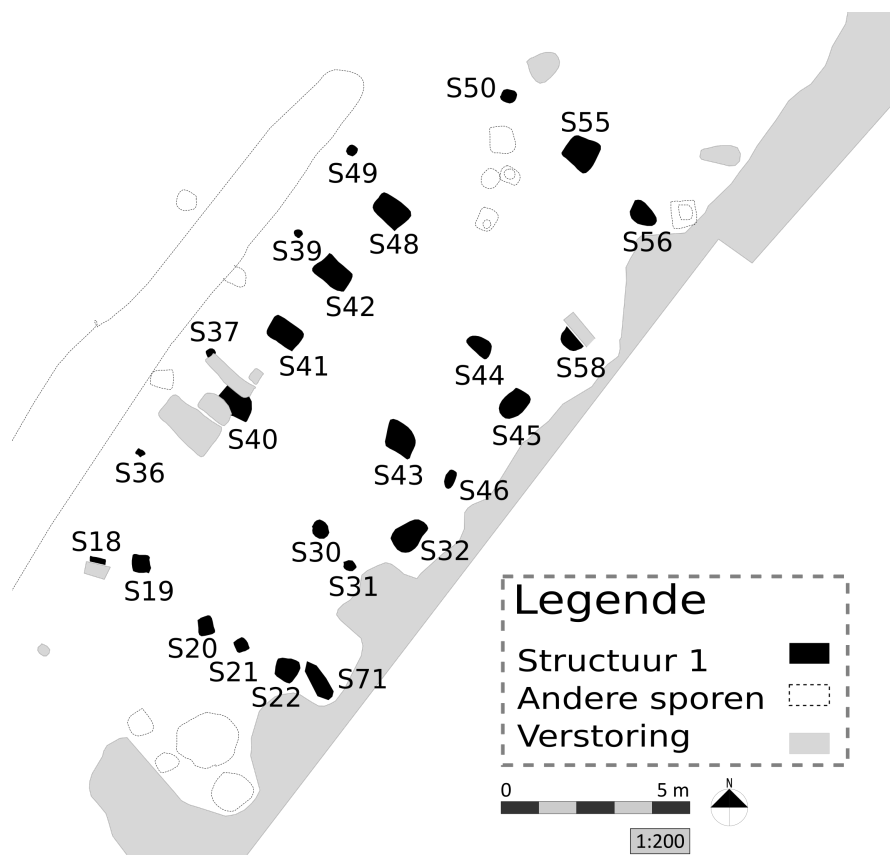 S50
S55
S49
S48
S39
S56
S42
S37
S41
S44
S58
S40
S45
S43
S36
S46
S18
S30
S32
S31
S19
S20
S21
S22
S71
Legende
Structuur 1
Andere sporen
Verstoring
0 5 m
N
1:200